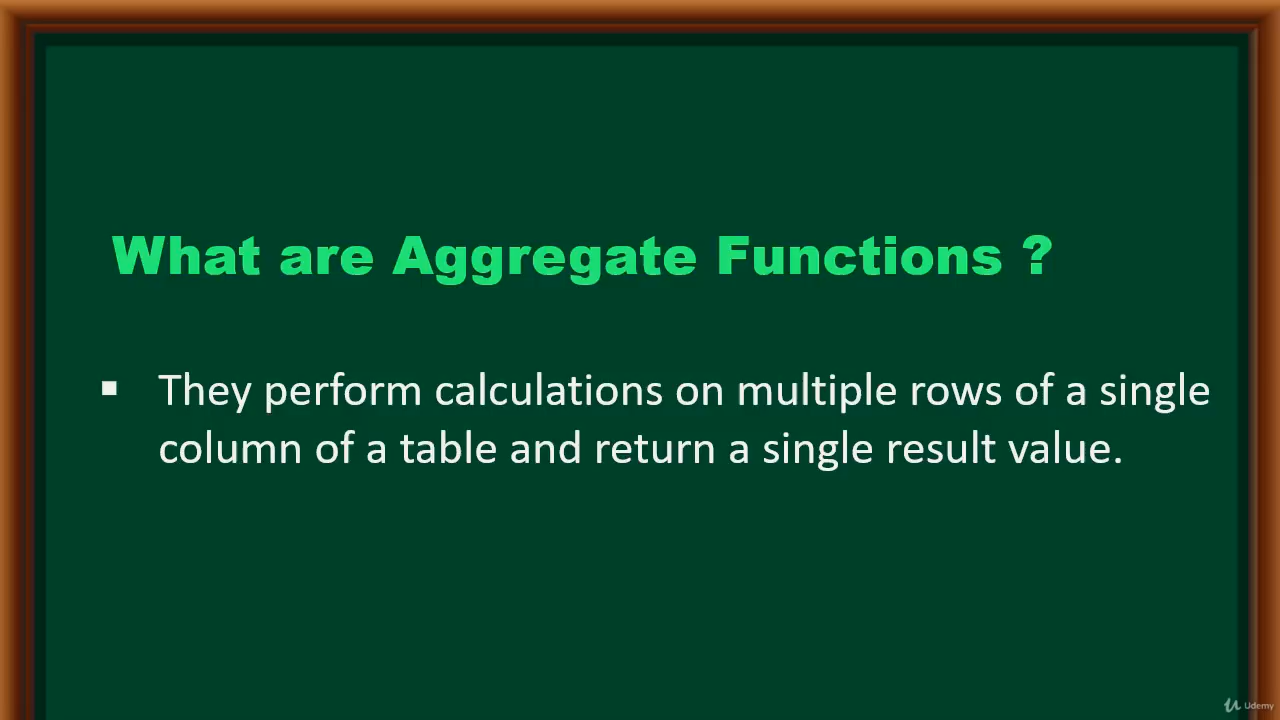 What are Aggregate Functions ?
▪ They perform calculations on multiple rows of a single
column of a table and return a single result value.
Udemy